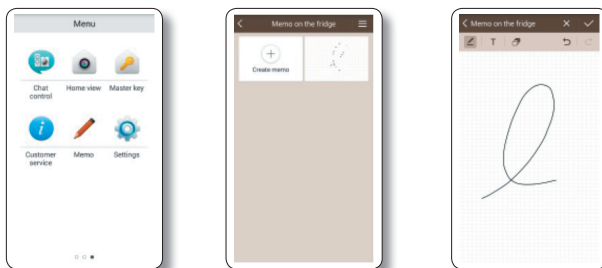 Menu
Chat control
Home view
Master key
Customer service
Memo
Settings
Memo on the fridge
Create memo
Memo on the fridge
T